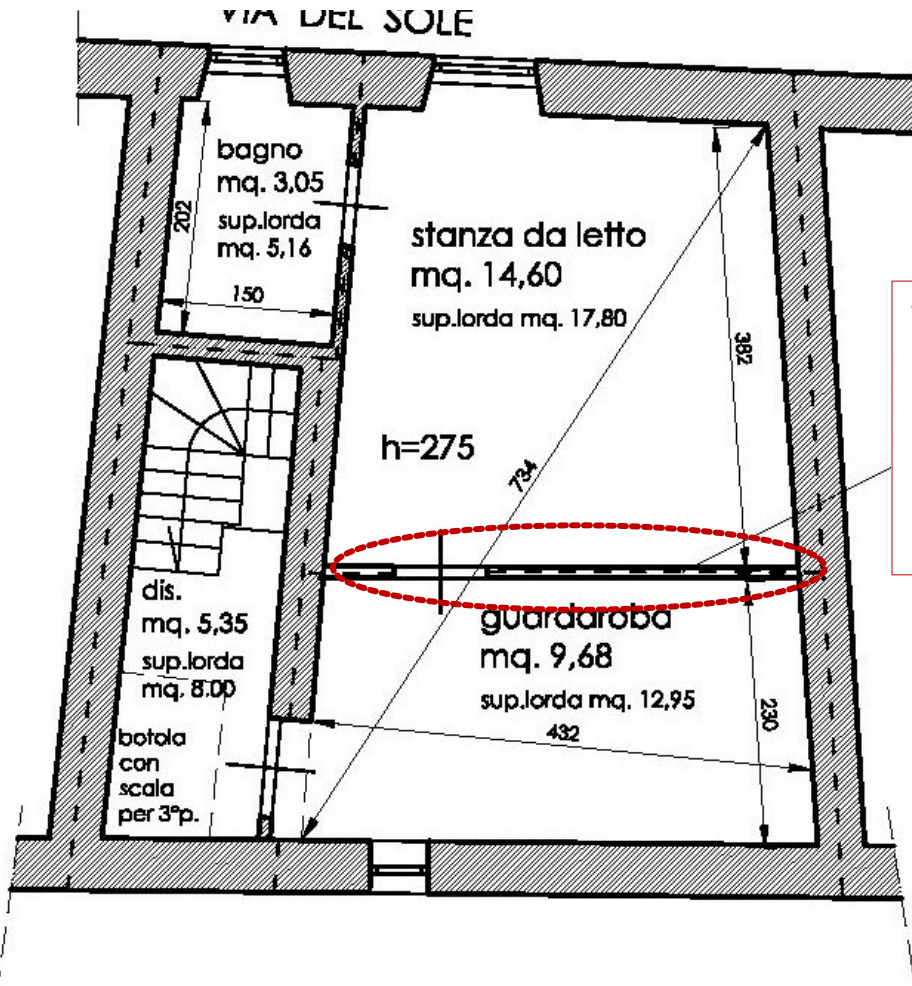 VIA DEL SOLE
bagno
mq. 3,05
sup.lorda
mq. 5,16
202
150
stanza da letto
mq. 14,60
sup.lorda mq. 17,80
382
h=275
734
dis.
mq. 5,35
sup.lorda
mq. 8.00
guardaroba
mq. 9,68
sup.lorda mq. 12,95
432
230
botola
con
scala
per 3°p.